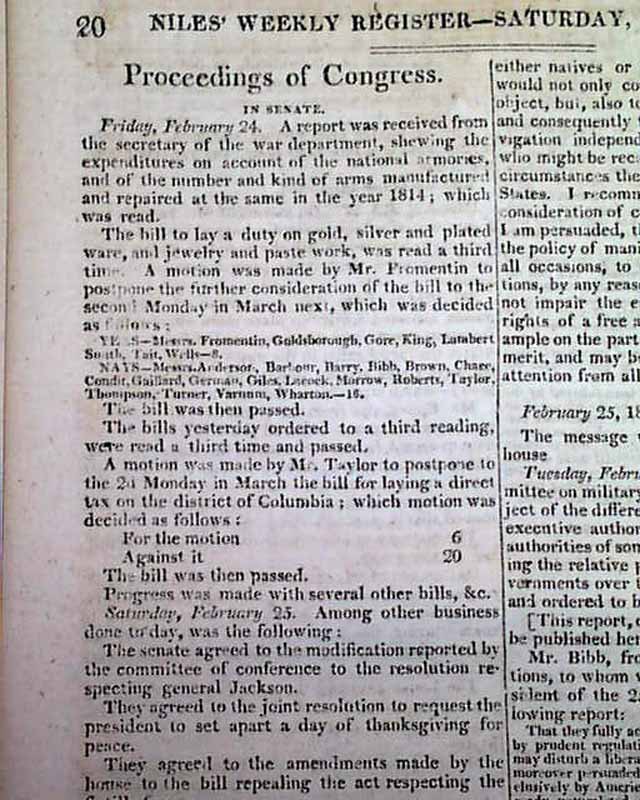 20 NILES' WEEKLY REGISTER—SATURDAY,
Proceedings of Congress.
IN SENATE.
Friday, February 24. A report was received from
the secretary of the war department, shewing the
expenditures on account of the national armories,
and of the number and kind of arms manufactured
and repaired at the same in the year 1814; which
was read.
The bill to lay a duty on gold, silver and plated
ware, and jewelry and paste work, was read a third
time. A motion was made by Mr. Fromentin to
postpone the further consideration of the bill to the
second Monday in March next, which was decided
as follows:
YEAS—Messrs. Fromentin, Goldsborough, Gore, King, Lambert
Smith, Tait, Wells—8.
NAYS—Messrs. Anderson, Barbour, Barry, Bibb, Brown, Chace,
Condit, Gaillard, German, Giles, Lacock, Morrow, Roberts, Taylor,
Thompson, Turner, Varnum, Wharton.—16.
The bill was then passed.
The bills yesterday ordered to a third reading,
were read a third time and passed.
A motion was made by Mr. Taylor to postpone to
the 2d Monday in March the bill for laying a direct
tax on the district of Columbia; which motion was
decided as follows:
For the motion 6
Against it 20
The bill was then passed.
Progress was made with several other bills, &c.
Saturday, February 25. Among other business
done to-day, was the following:
The senate agreed to the modification reported by
the committee of conference to the resolution re-
specting general Jackson.
They agreed to the joint resolution to request the
president to set apart a day of thanksgiving for
peace.
They agreed to the amendments made by the
house to the bill repealing the act respecting the
either natives or
would not only co
object, but, also to
and consequently
vigation independ
who might be rec
circumstances the
States. I recomm
consideration of c
I am persuaded, t
the policy of mani
all occasions, to
tions, by any reas
not impair the e
rights of a free a
ample on the part
merit, and may b
attention from all
February 25, 18
The message
house
Tuesday, Febru
mittee on military
ject of the differe
executive author
authorities of som
ing the relative p
vernments over
and ordered to b
[This report, o
be published her
Mr. Bibb, fro
tions, to whom w
sident of the 2
lowing report:
That they fully ac
by prudent regulat
may disturb a libera
moreover persuaded
clusively by Americ